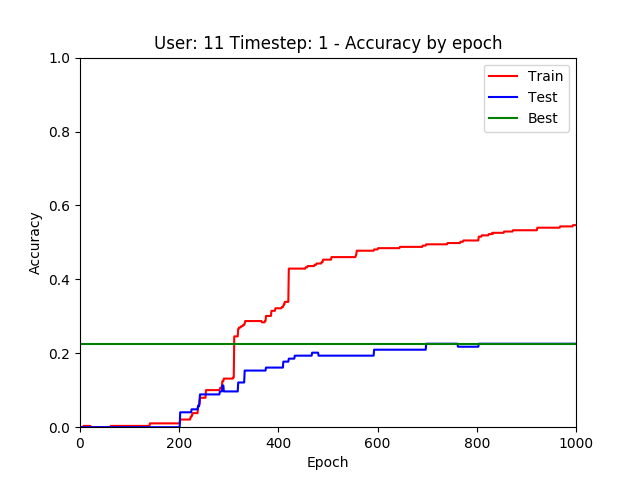 User: 11 Timestep: 1 - Accuracy by epoch
1.0
0.8
0.6
0.4
0.2
0.0
Accuracy
Train
Test
Best
0 200 400 600 800 1000
Epoch